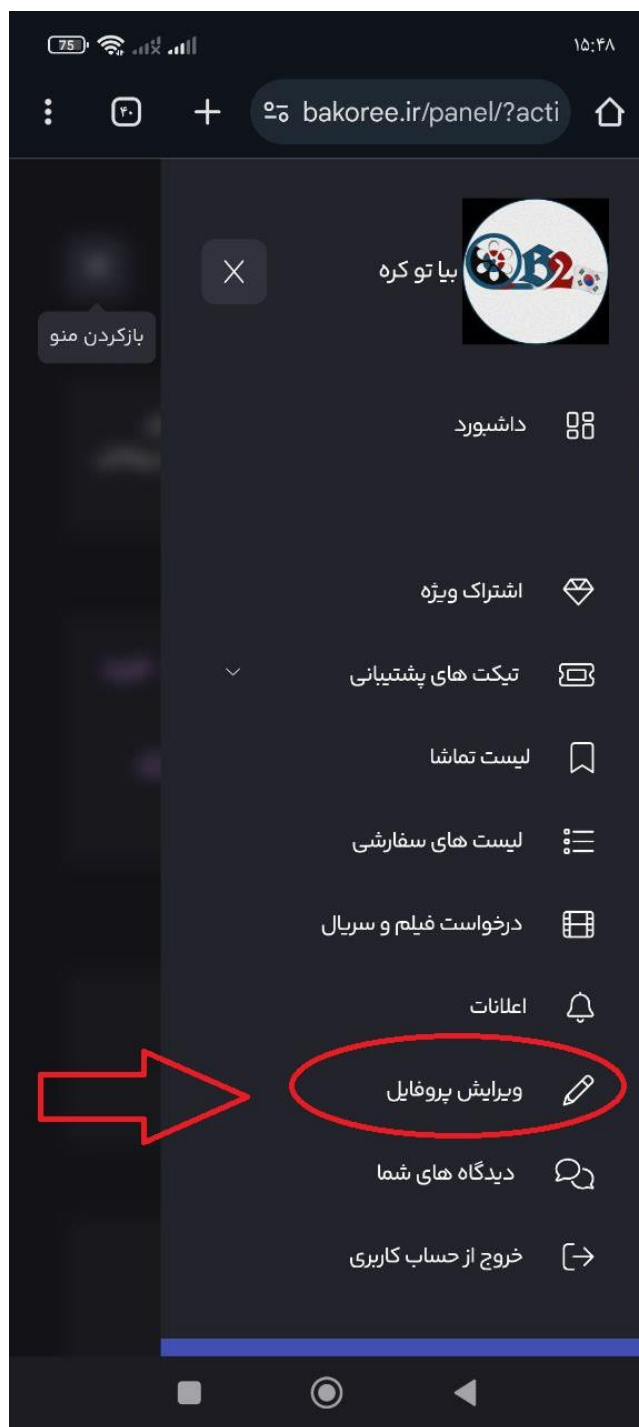 75
۱۵:۴۸
۴۰
bakoree.ir/panel/?acti
بیا تو کره
B2
بازکردن منو
داشبورد
اشتراک ویژه
تیکت های پشتیبانی
لیست تماشا
لیست های سفارشی
درخواست فیلم و سریال
اعلانات
ویرایش پروفایل
دیدگاه های شما
خروج از حساب کاربری